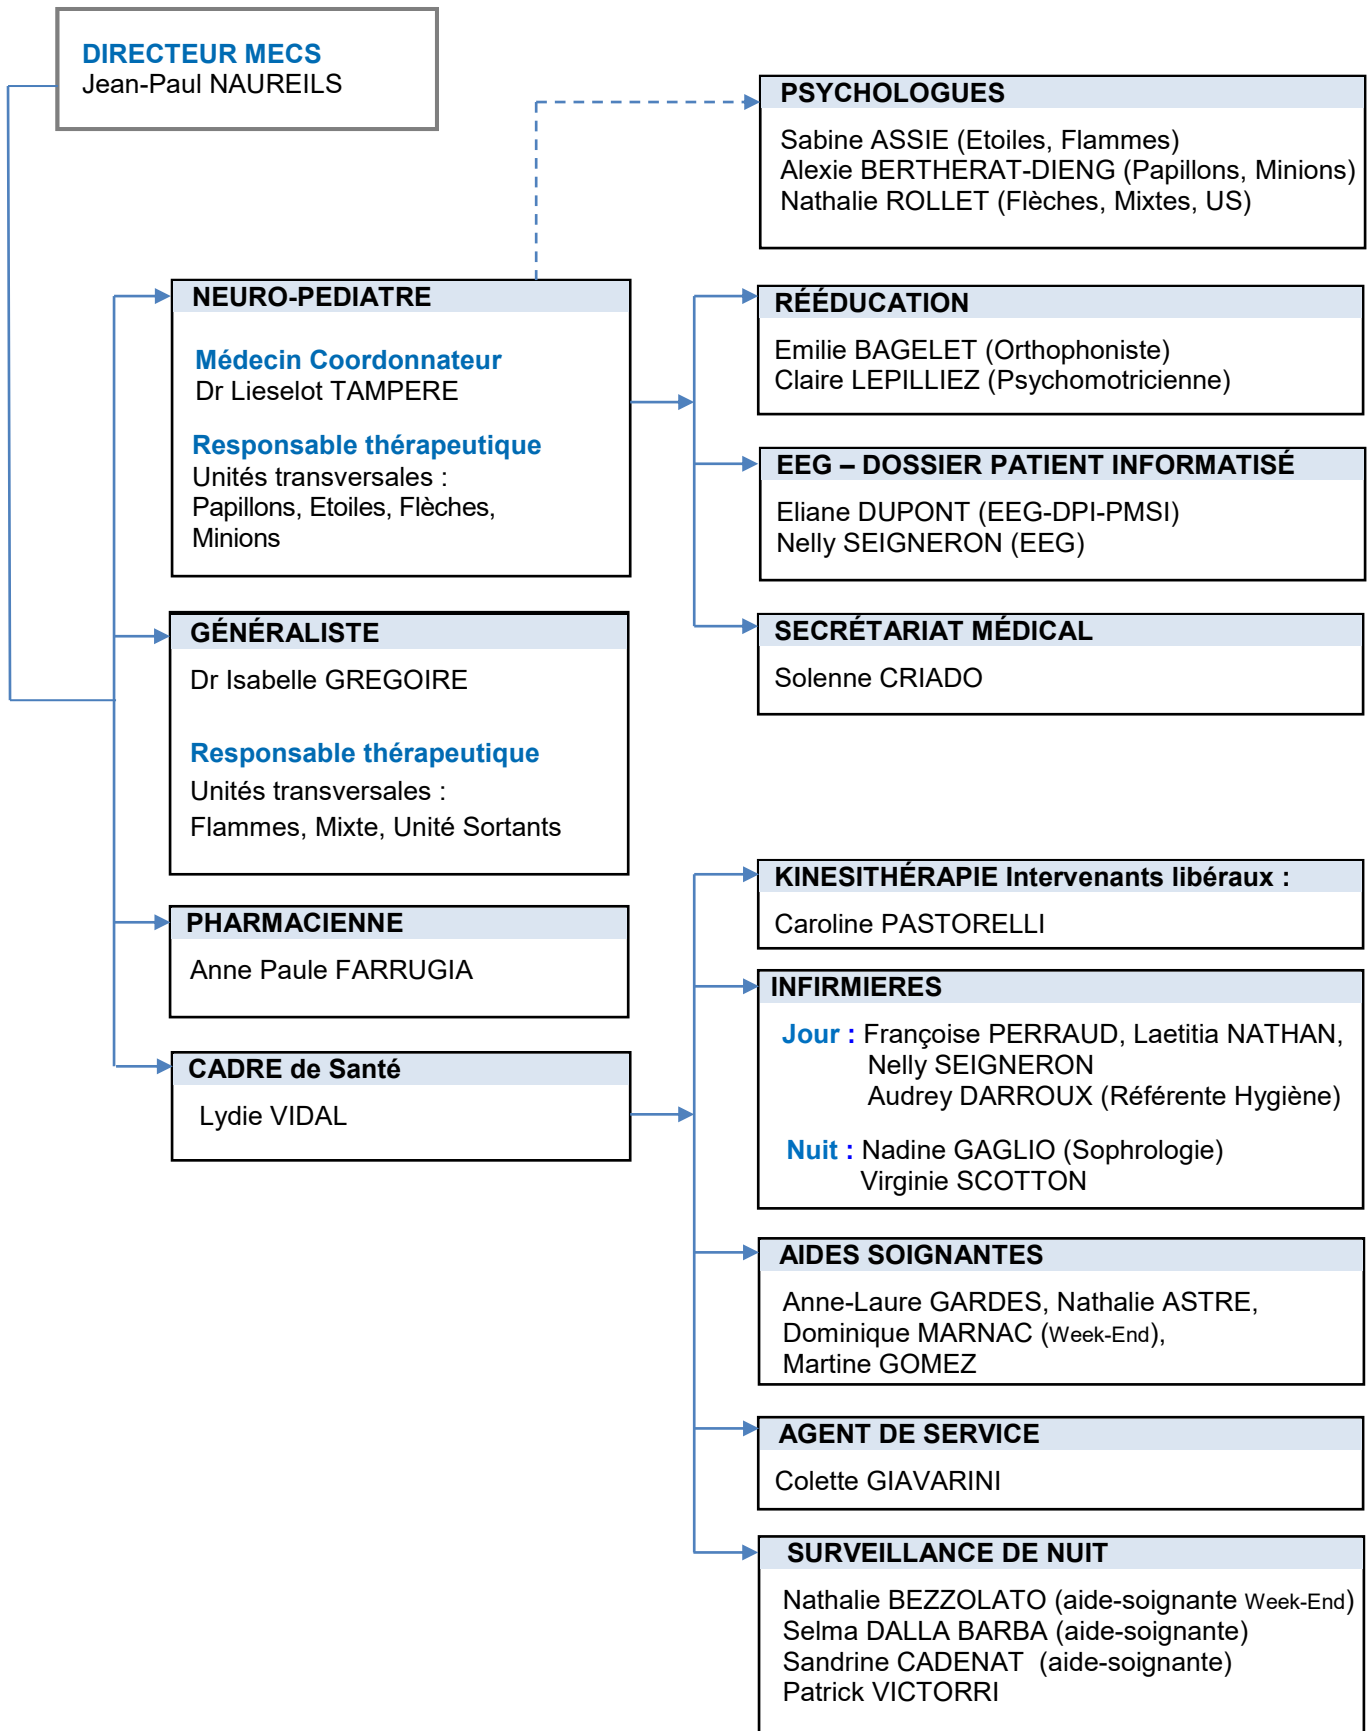 DIRECTEUR MECS
Jean-Paul NAUREILS
PSYCHOLOGUES
Sabine ASSIE (Etoiles, Flammes)
Alexie BERTHERAT-DIENG (Papillons, Minions)
Nathalie ROLLET (Flèches, Mixtes, US)
NEURO-PEDIATRE
Médecin Coordonnateur
Dr Lieselot TAMPERE
Responsable thérapeutique
Unités transversales :
Papillons, Etoiles, Flèches,
Minions
RÉÉDUCATION
Emilie BAGELET (Orthophoniste)
Claire LEPILLIEZ (Psychomotricienne)
EEG – DOSSIER PATIENT INFORMATISÉ
Eliane DUPONT (EEG-DPI-PMSI)
Nelly SEIGNERON (EEG)
SECRÉTARIAT MÉDICAL
Solenne CRIADO
GÉNÉRALISTE
Dr Isabelle GREGOIRE
Responsable thérapeutique
Unités transversales :
Flammes, Mixte, Unité Sortants
PHARMACIENNE
Anne Paule FARRUGIA
CADRE de Santé
Lydie VIDAL
KINESITHÉRAPIE Intervenants libéraux :
Caroline PASTORELLI
INFIRMIERES
Jour : Françoise PERRAUD, Laetitia NATHAN,
Nelly SEIGNERON
Audrey DARROUX (Référente Hygiène)
Nuit : Nadine GAGLIO (Sophrologie)
Virginie SCOTTON
AIDES SOIGNANTES
Anne-Laure GARDES, Nathalie ASTRE,
Dominique MARNAC (Week-End),
Martine GOMEZ
AGENT DE SERVICE
Colette GIAVARINI
SURVEILLANCE DE NUIT
Nathalie BEZZOLATO (aide-soignante Week-End)
Selma DALLA BARBA (aide-soignante)
Sandrine CADENAT (aide-soignante)
Patrick VICTORRI